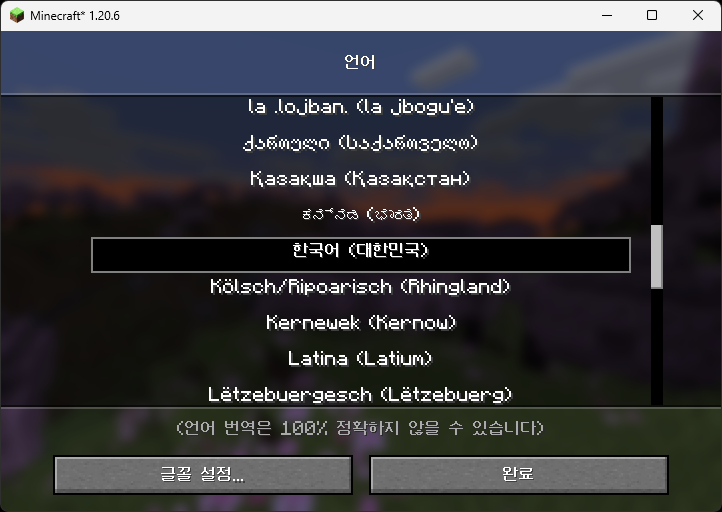 Minecraft* 1.20.6
언어
la .lojban. (la jbogu'e)
ქართული (საქართველო)
Қазақша (Қазақстан)
ಕನ್ನಡ (ಭಾರತ)
한국어 (대한민국)
Kölsch/Ripoarisch (Rhingland)
Kernewek (Kernow)
Latina (Latium)
Lëtzebuergesch (Lëtzebuerg)
(언어 번역은 100% 정확하지 않을 수 있습니다)
글꼴 설정...
완료